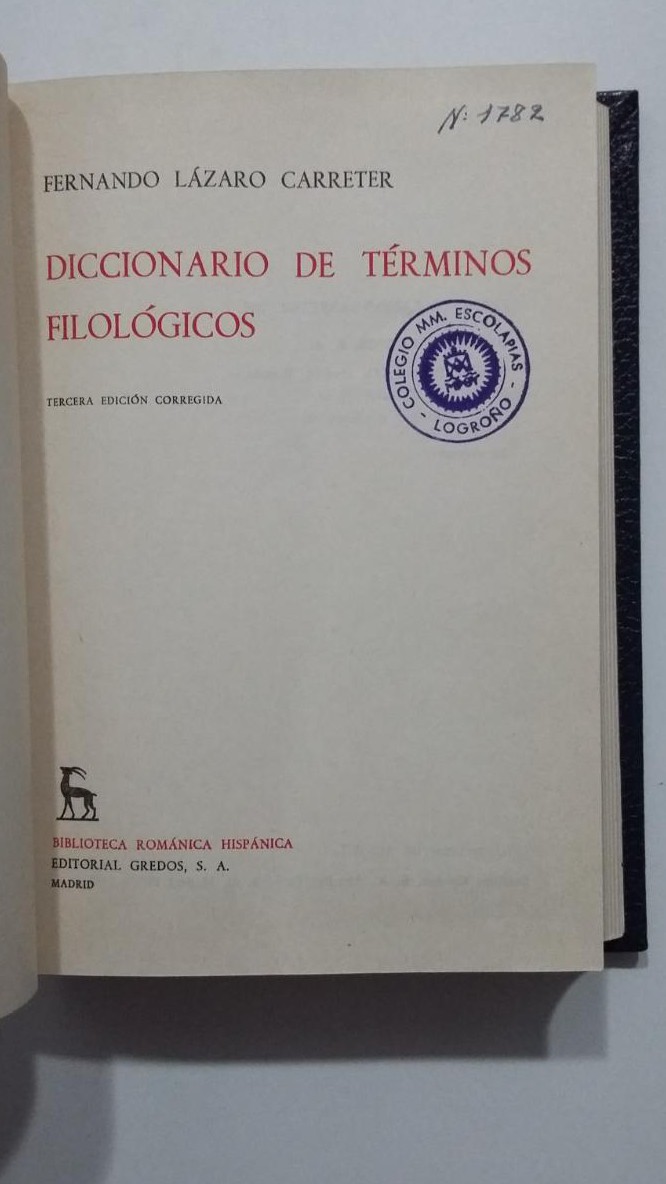 N: 1782
FERNANDO LÁZARO CARRETER
DICCIONARIO DE TÉRMINOS
FILOLÓGICOS
COLEGIO MM. ESCOLAPIAS
- LOGROÑO -
TERCERA EDICIÓN CORREGIDA
BIBLIOTECA ROMÁNICA HISPÁNICA
EDITORIAL GREDOS, S. A.
MADRID